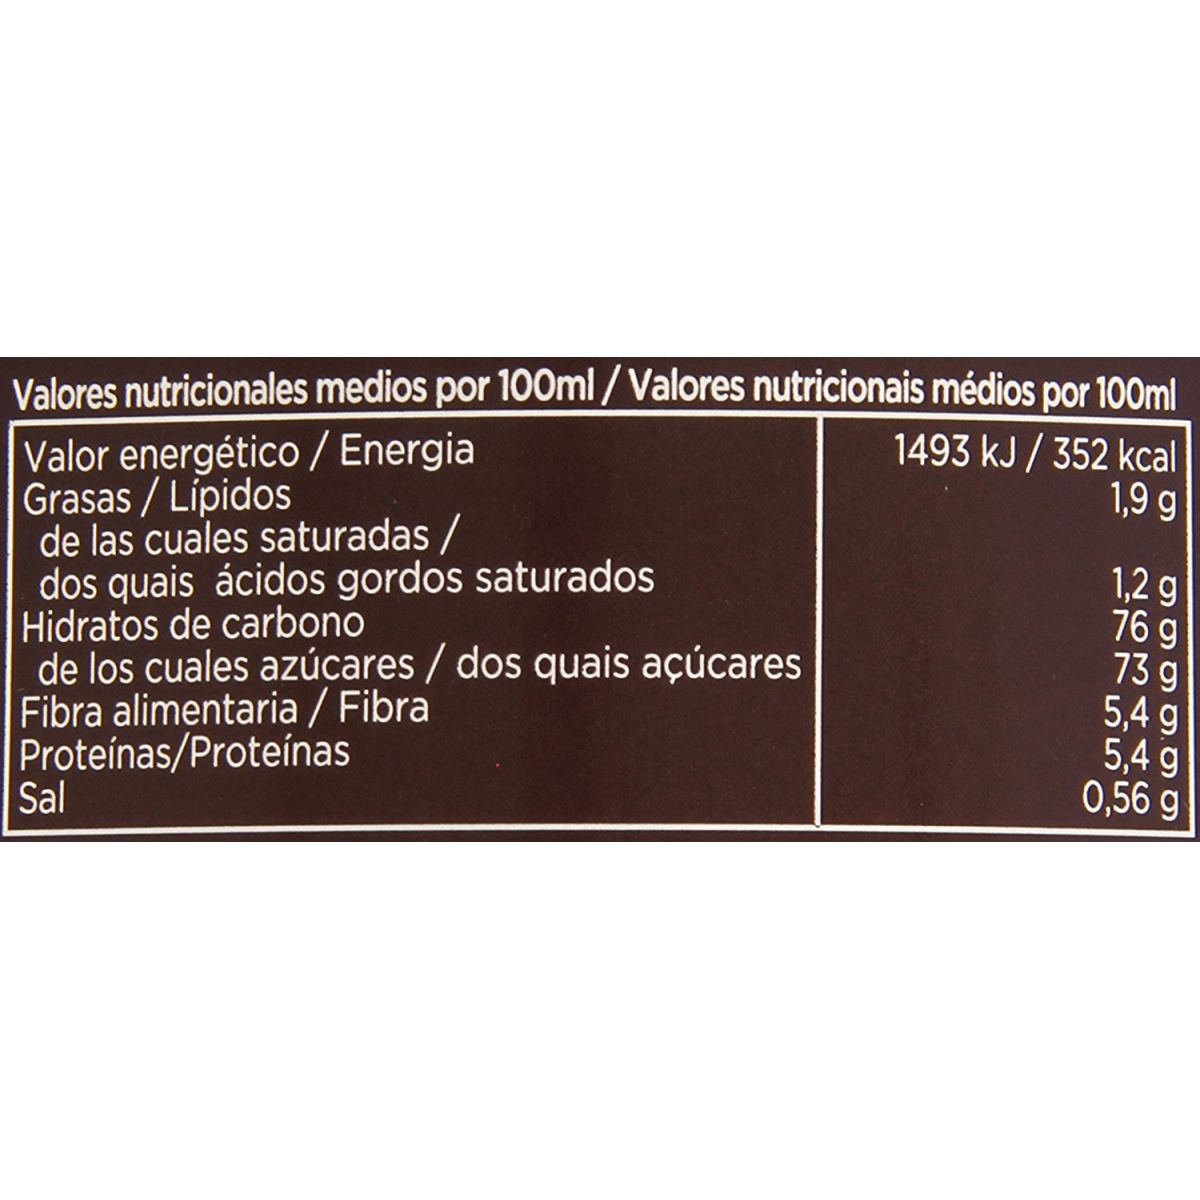 Valores nutricionales medios por 100ml / Valores nutricionais médios por 100ml
Valor energético / Energia 1493 kJ / 352 kcal
Grasas / Lípidos 1,9 g
de las cuales saturadas /
dos quais ácidos gordos saturados 1,2 g
Hidratos de carbono 76 g
de los cuales azúcares / dos quais açúcares 73 g
Fibra alimentaria / Fibra 5,4 g
Proteínas/Proteínas 5,4 g
Sal 0,56 g